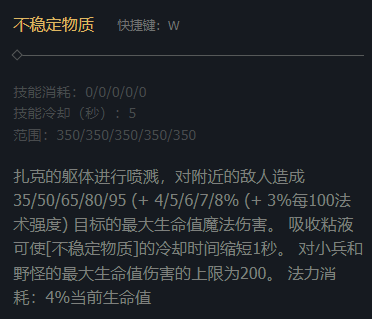 不稳定物质 快捷键：W
技能消耗：0/0/0/0/0
技能冷却（秒）：5
范围：350/350/350/350/350
扎克的躯体进行喷溅，对附近的敌人造成
35/50/65/80/95 (+ 4/5/6/7/8% (+ 3%每100法
术强度) 目标的最大生命值魔法伤害。 吸收粘液
可使[不稳定物质]的冷却时间缩短1秒。 对小兵和
野怪的最大生命值伤害的上限为200。 法力消
耗：4%当前生命值